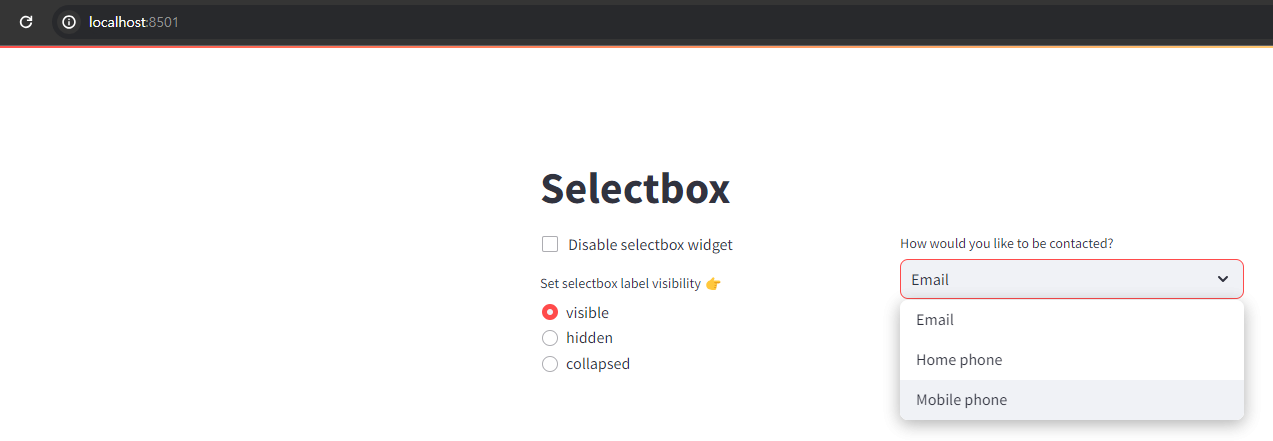 localhost:8501
Selectbox
Disable selectbox widget
Set selectbox label visibility 👉
visible
hidden
collapsed
How would you like to be contacted?
Email
Email
Home phone
Mobile phone